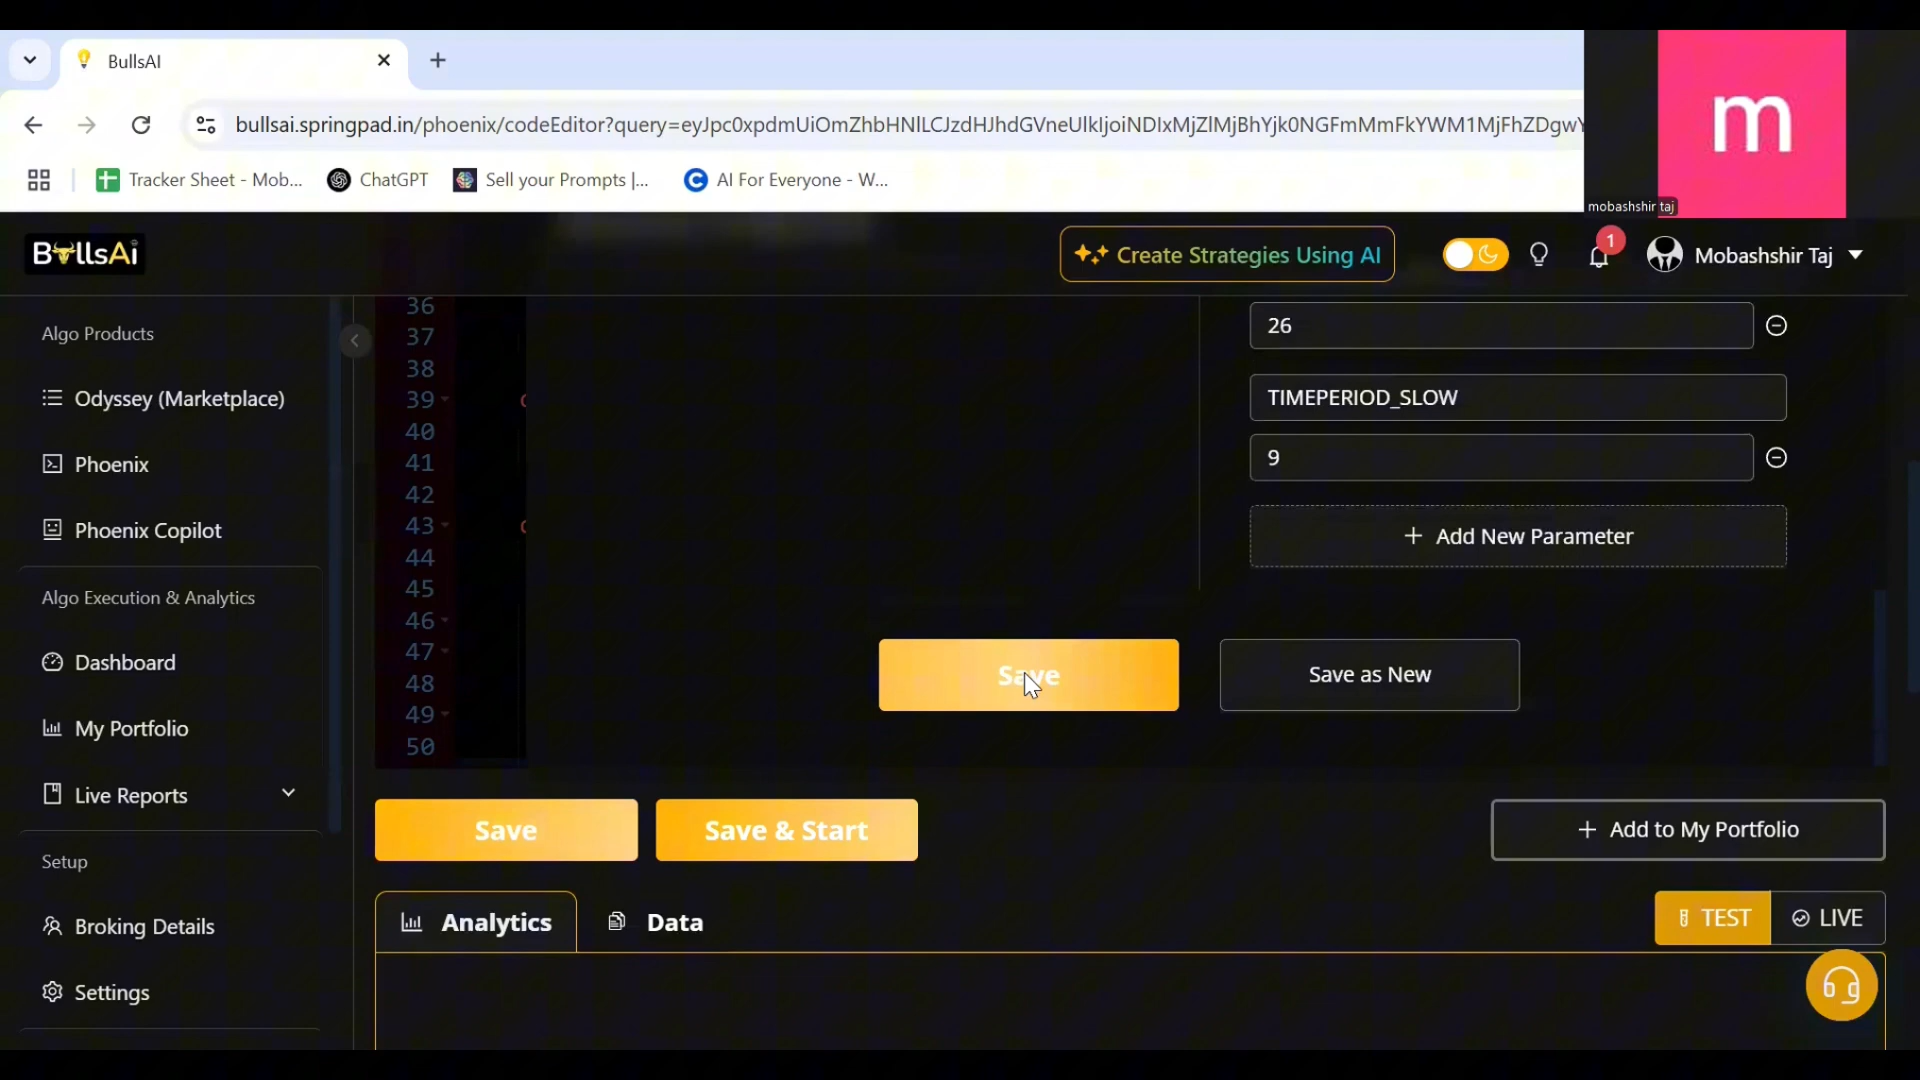 BullsAI
bullsai.springpad.in/phoenix/codeEditor?query=eyJpc0xpdmUiOmZhbHNlLCJzdHJhdGVneUlkIjoiNDIxMjZlMjBhYjk0NGFmMmFkYWM1MjFhZDgwY
m
Tracker Sheet - Mob...
ChatGPT
Sell your Prompts |...
AI For Everyone - W...
mobashshir taj
BullsAi
Create Strategies Using AI
1
Mobashshir Taj
Algo Products
Odyssey (Marketplace)
Phoenix
Phoenix Copilot
Algo Execution & Analytics
Dashboard
My Portfolio
Live Reports
Setup
Broking Details
Settings
36
37
38
39
40
41
42
43
44
45
46
47
48
49
50
26
TIMEPERIOD_SLOW
9
+ Add New Parameter
Save
Save as New
Save
Save & Start
+ Add to My Portfolio
Analytics
Data
TEST
LIVE